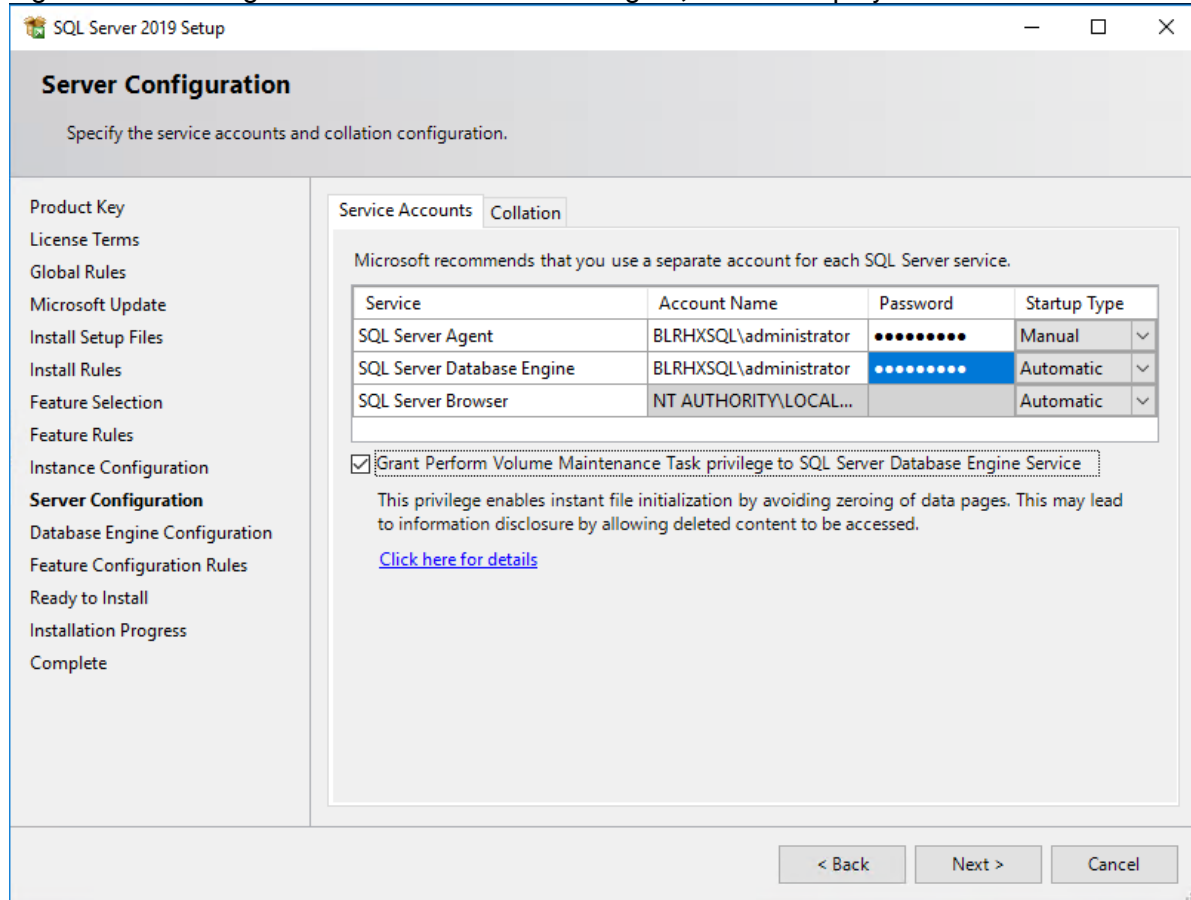 SQL Server 2019 Setup
Server Configuration
Specify the service accounts and collation configuration.
Product Key
License Terms
Global Rules
Microsoft Update
Install Setup Files
Install Rules
Feature Selection
Feature Rules
Instance Configuration
Server Configuration
Database Engine Configuration
Feature Configuration Rules
Ready to Install
Installation Progress
Complete
Service Accounts Collation
Microsoft recommends that you use a separate account for each SQL Server service.
Service Account Name Password Startup Type
SQL Server Agent BLRHXSQL\administrator ●●●●●●●●● Manual
SQL Server Database Engine BLRHXSQL\administrator ●●●●●●●●● Automatic
SQL Server Browser NT AUTHORITY\LOCAL... Automatic
Grant Perform Volume Maintenance Task privilege to SQL Server Database Engine Service
This privilege enables instant file initialization by avoiding zeroing of data pages. This may lead
to information disclosure by allowing deleted content to be accessed.
Click here for details
< Back Next > Cancel